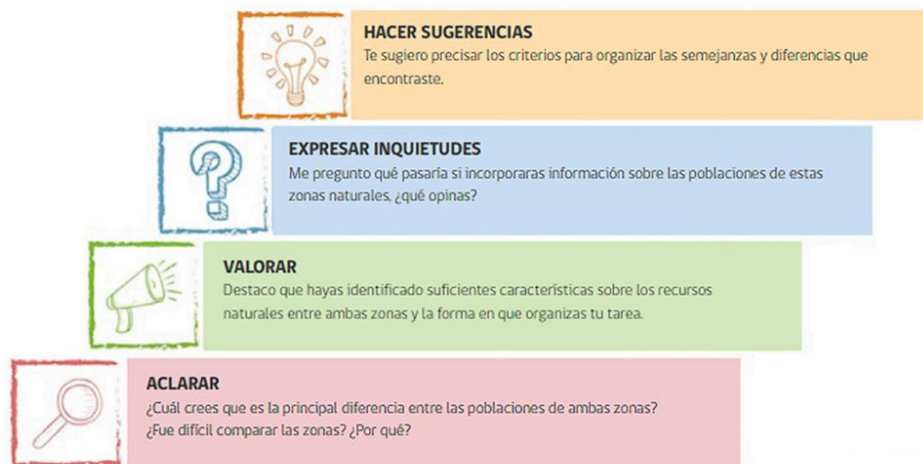 HACER SUGERENCIAS
Te sugiero precisar los criterios para organizar las semejanzas y diferencias que
encontraste.
EXPRESAR INQUIETUDES
Me pregunto qué pasaría si incorporaras información sobre las poblaciones de estas
zonas naturales, ¿qué opinas?
VALORAR
Destaco que hayas identificado suficientes características sobre los recursos
naturales entre ambas zonas y la forma en que organizas tu tarea.
ACLARAR
¿Cuál crees que es la principal diferencia entre las poblaciones de ambas zonas?
¿Fue difícil comparar las zonas? ¿Por qué?